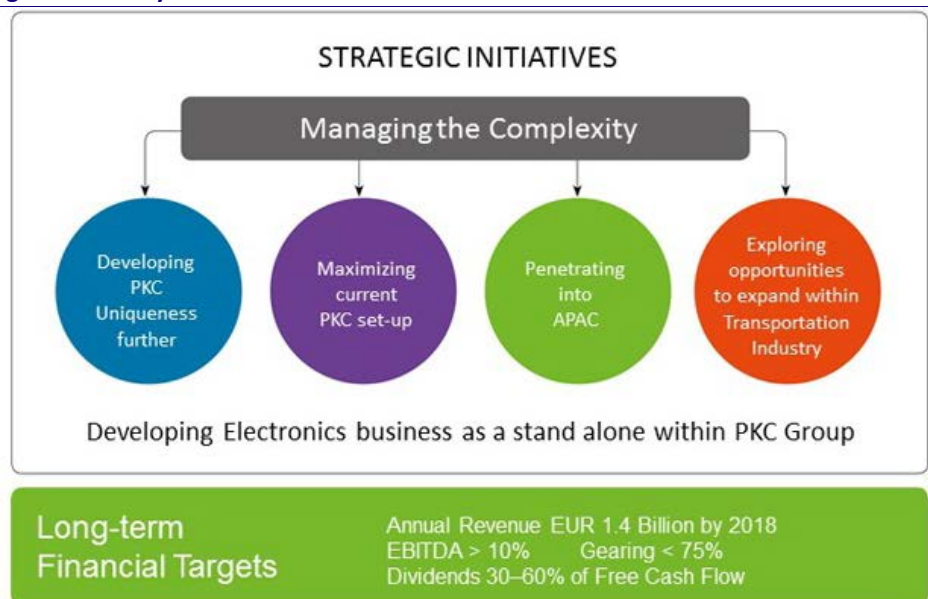 STRATEGIC INITIATIVES
Managing the Complexity
Developing
PKC
Uniqueness
further
Maximizing
current
PKC set-up
Penetrating
into
APAC
Exploring
opportunities
to expand within
Transportation
Industry
Developing Electronics business as a stand alone within PKC Group
Long-term
Financial Targets
Annual Revenue EUR 1.4 Billion by 2018
EBITDA > 10% Gearing < 75%
Dividends 30–60% of Free Cash Flow